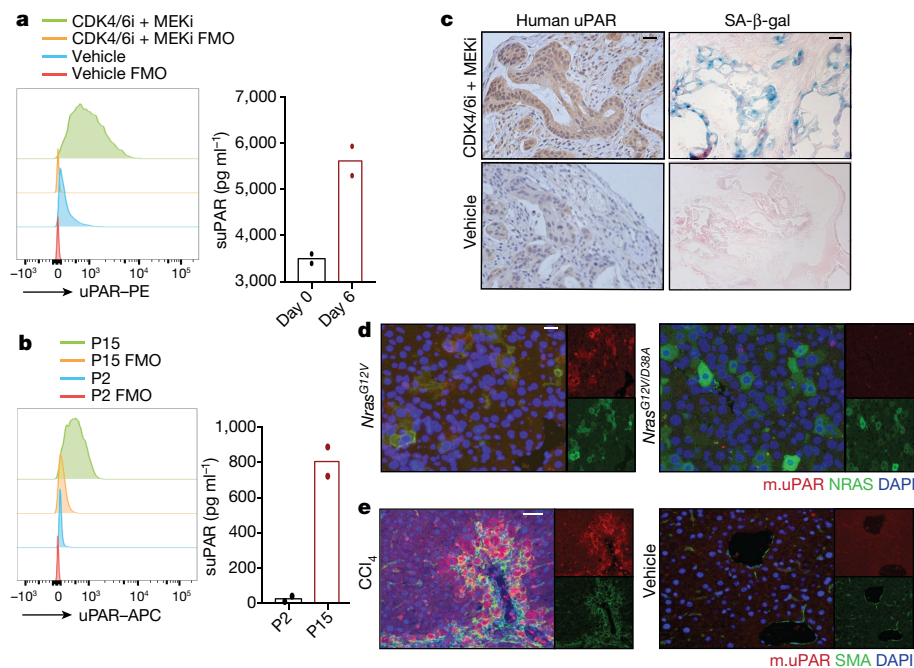 a
CDK4/6i + MEKi
CDK4/6i + MEKi FMO
Vehicle
Vehicle FMO
−10³ 0 10³ 10⁴ 10⁵
uPAR–PE
suPAR (pg ml⁻¹)
7,000
6,000
5,000
4,000
3,000
Day 0
Day 6
b
P15
P15 FMO
P2
P2 FMO
−10³ 0 10³ 10⁴ 10⁵
uPAR–APC
suPAR (pg ml⁻¹)
1,000
800
600
400
200
0
P2
P15
c
Human uPAR
SA-β-gal
CDK4/6i + MEKi
Vehicle
d
Nras^G12V
Nras^G12V/D38A
m.uPAR NRAS DAPI
e
CCl₄
Vehicle
m.uPAR SMA DAPI